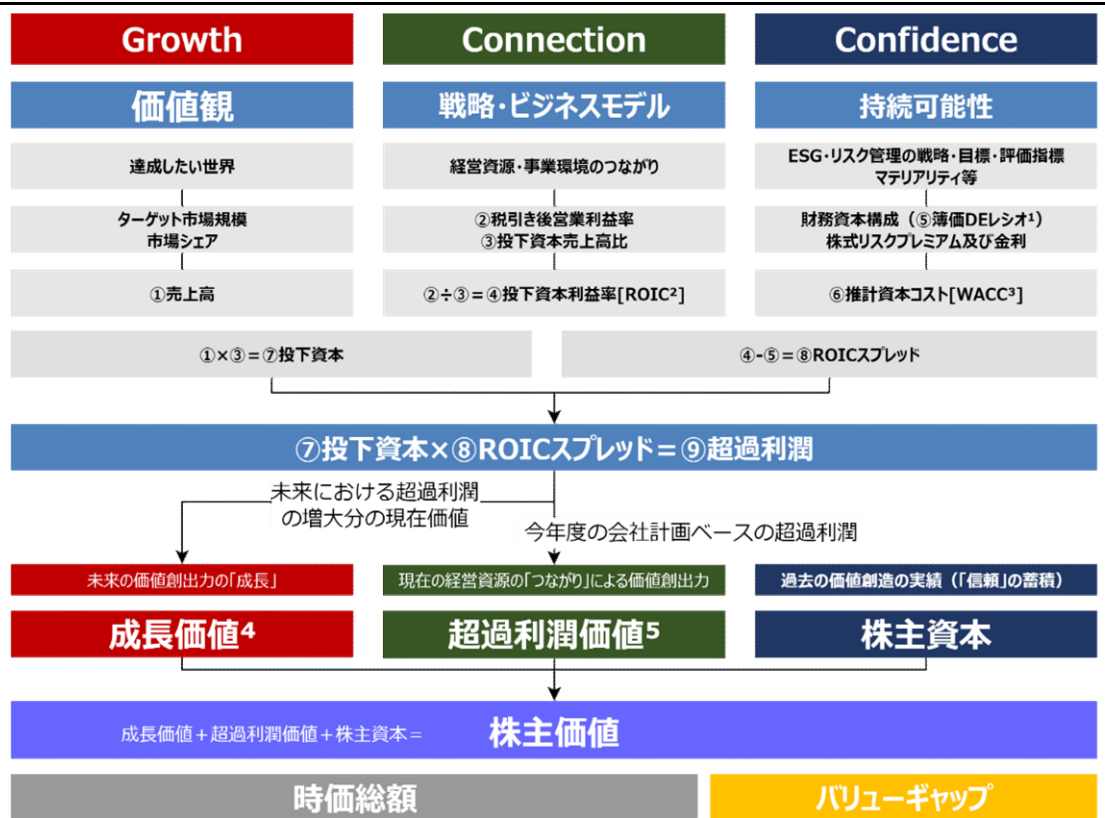 Growth
Connection
Confidence
価値観
戦略・ビジネスモデル
持続可能性
達成したい世界
経営資源・事業環境のつながり
ESG・リスク管理の戦略・目標・評価指標
マテリアリティ等
ターゲット市場規模
市場シェア
②税引き後営業利益率
③投下資本売上高比
財務資本構成（⑤簿価DEレシオ¹）
株式リスクプレミアム及び金利
①売上高
②÷③＝④投下資本利益率[ROIC²]
⑥推計資本コスト[WACC³]
①×③＝⑦投下資本
④-⑤＝⑧ROICスプレッド
⑦投下資本×⑧ROICスプレッド＝⑨超過利潤
未来における超過利潤
の増大分の現在価値
今年度の会社計画ベースの超過利潤
未来の価値創出力の「成長」
現在の経営資源の「つながり」による価値創出力
過去の価値創造の実績（「信頼」の蓄積）
成長価値⁴
超過利潤価値⁵
株主資本
成長価値＋超過利潤価値＋株主資本＝
株主価値
時価総額
バリューギャップ